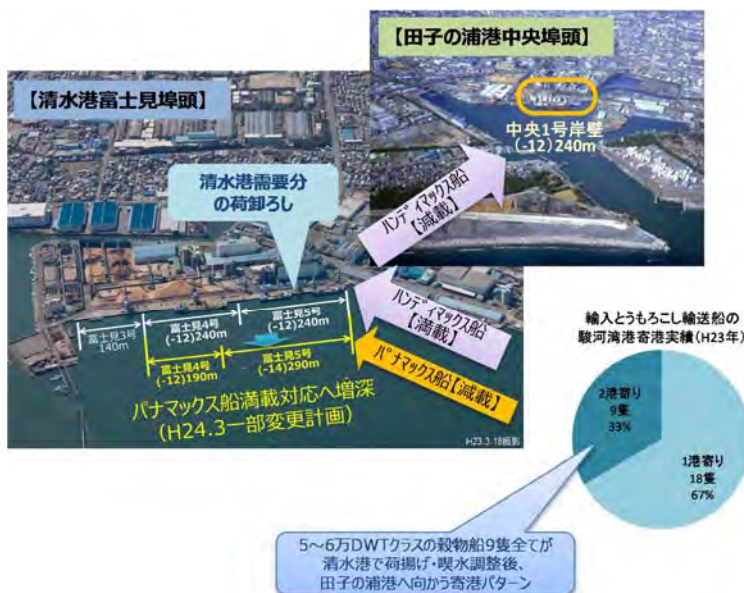 【田子の浦港中央埠頭】
中央1号岸壁
(-12)240m
【清水港富士見埠頭】
清水港需要分
の荷卸ろし
ハンディマックス船
【減載】
ハンディマックス船
【満載】
パナマックス船【減載】
富士見3号
140m
富士見4号
(-12)240m
富士見5号
(-12)240m
富士見4号
(-12)190m
富士見5号
(-14)290m
パナマックス船満載対応へ増深
(H24.3一部変更計画)
H23.3.18撮影
輸入とうもろこし輸送船の
駿河湾港寄港実績(H23年)
2港寄り
9隻
33%
1港寄り
18隻
67%
5～6万DWTクラスの穀物船9隻全てが
清水港で荷揚げ・喫水調整後、
田子の浦港へ向かう寄港パターン